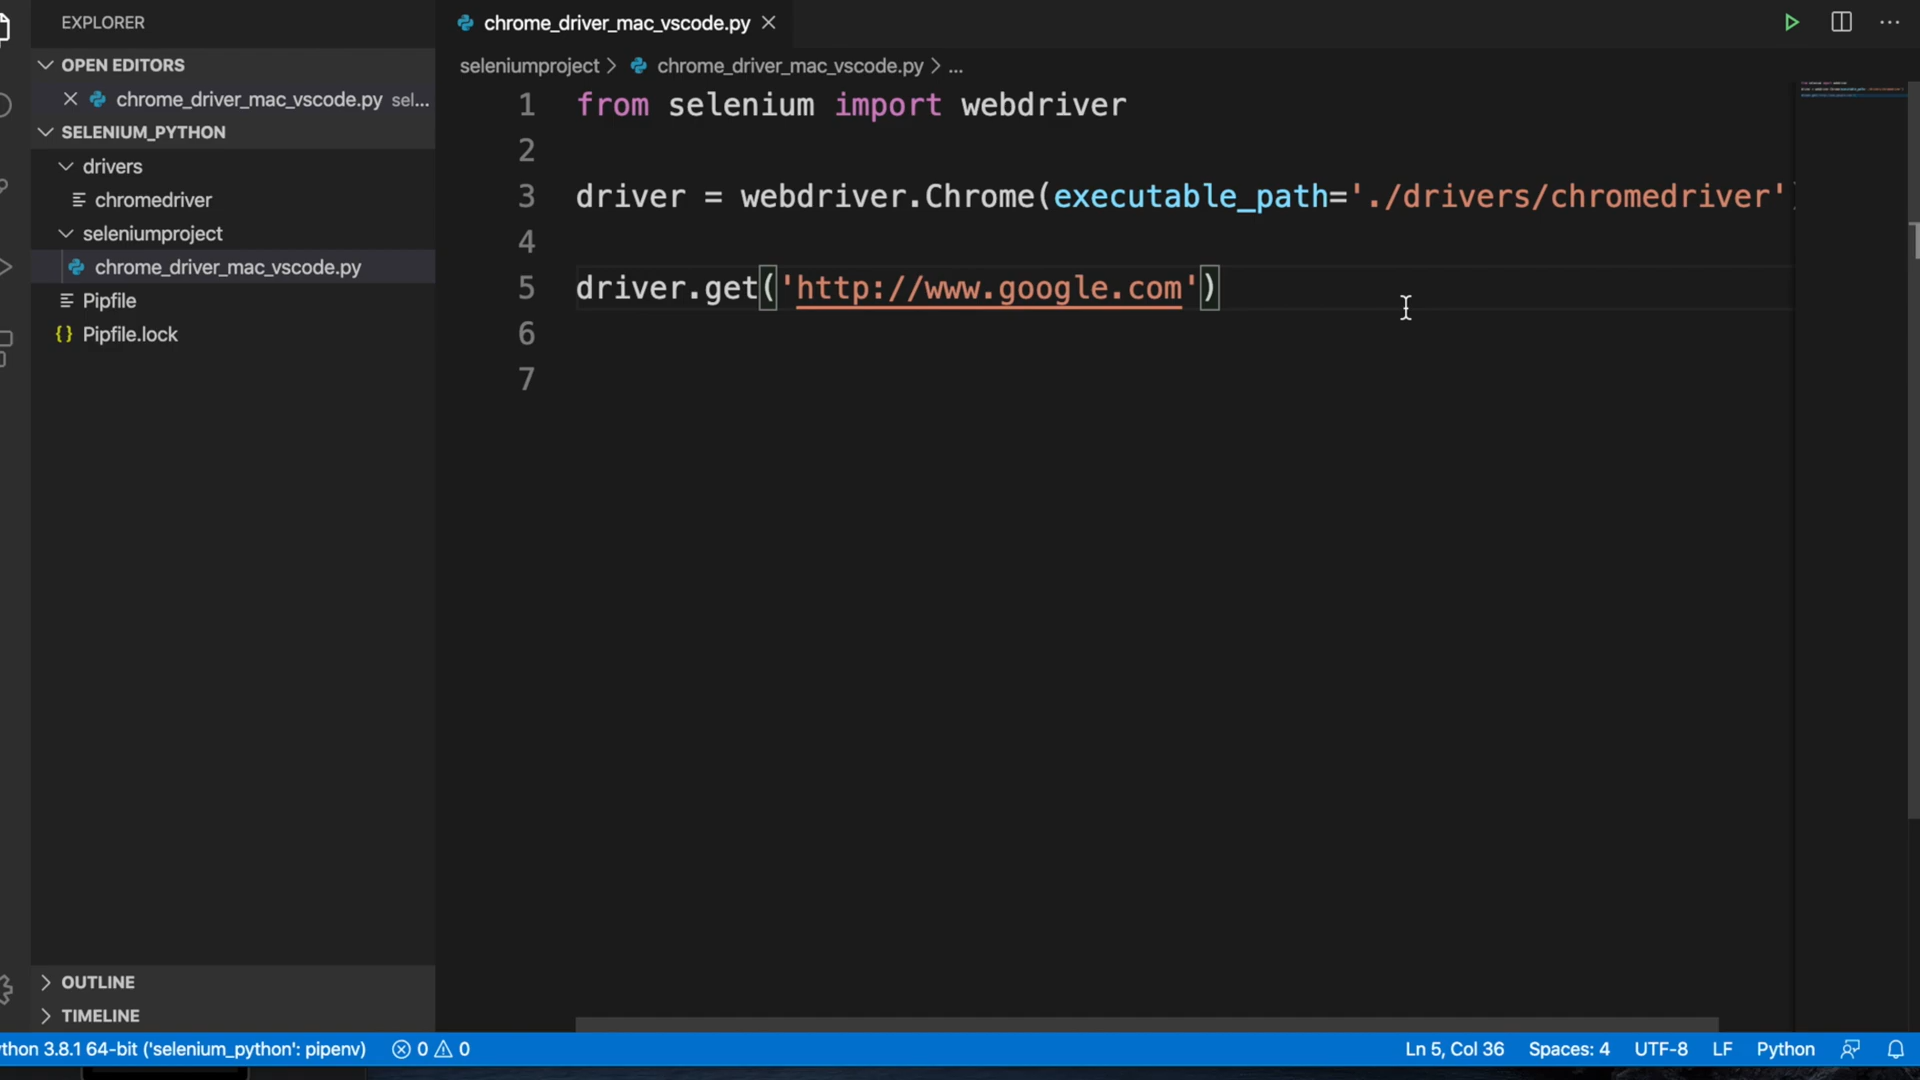 EXPLORER
OPEN EDITORS
chrome_driver_mac_vscode.py sel...
SELENIUM_PYTHON
drivers
chromedriver
seleniumproject
chrome_driver_mac_vscode.py
Pipfile
{} Pipfile.lock
OUTLINE
TIMELINE
chrome_driver_mac_vscode.py
seleniumproject > chrome_driver_mac_vscode.py > ...
1 from selenium import webdriver
2
3 driver = webdriver.Chrome(executable_path='./drivers/chromedriver')
4
5 driver.get('http://www.google.com')
6
7
thon 3.8.1 64-bit ('selenium_python': pipenv) 0 0 Ln 5, Col 36 Spaces: 4 UTF-8 LF Python